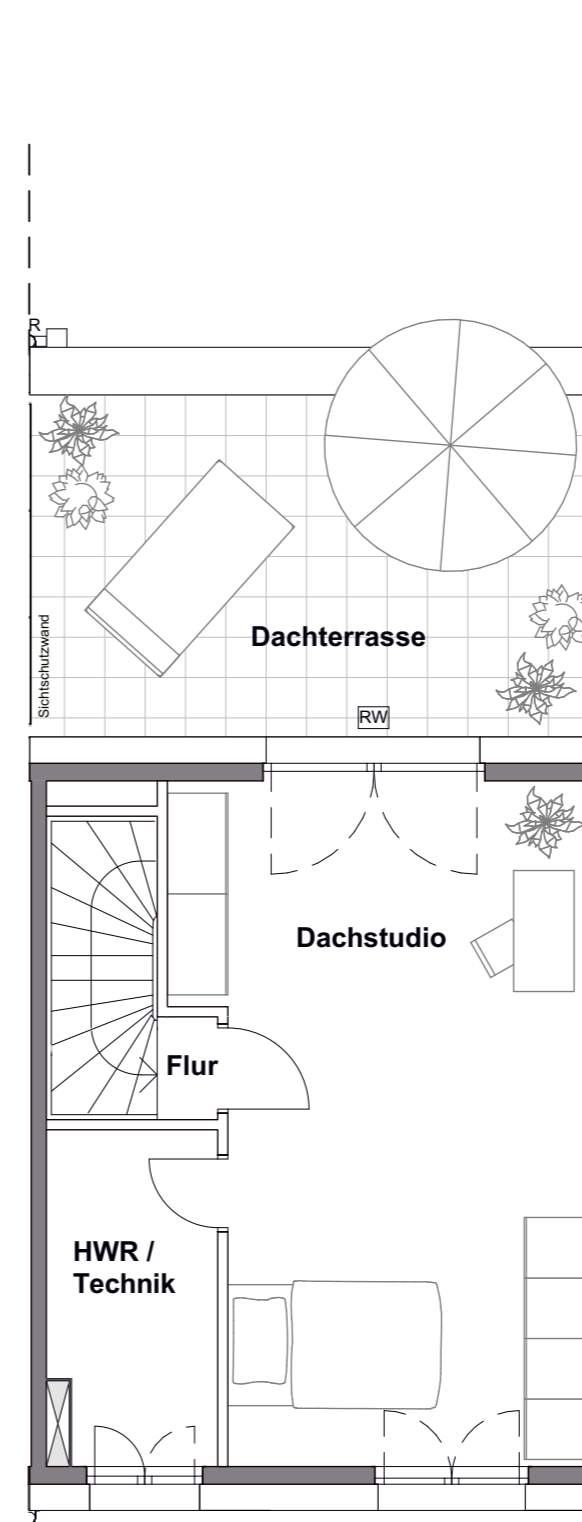 R
Sichtschutzwand
Dachterrasse
RW
Dachstudio
Flur
HWR /
Technik